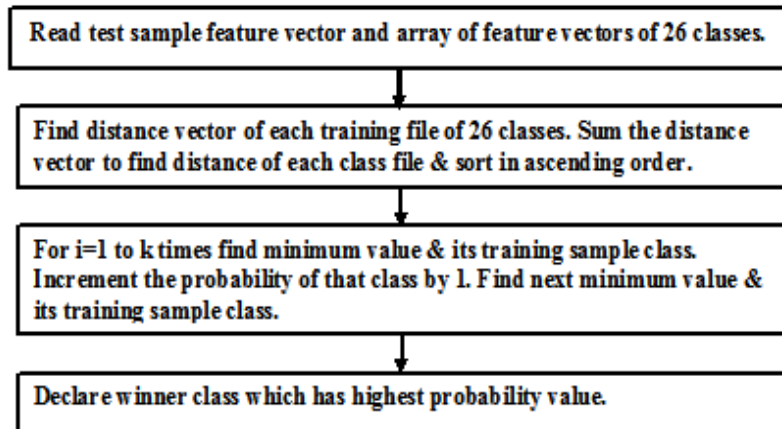 Read test sample feature vector and array of feature vectors of 26 classes.
Find distance vector of each training file of 26 classes. Sum the distance
vector to find distance of each class file & sort in ascending order.
For i=1 to k times find minimum value & its training sample class.
Increment the probability of that class by 1. Find next minimum value &
its training sample class.
Declare winner class which has highest probability value.